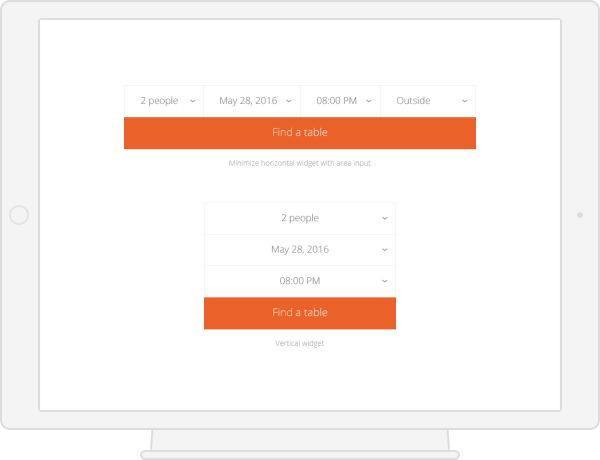 2 people May 28, 2016 08:00 PM Outside
Find a table
Minimize horizontal widget with area input
2 people
May 28, 2016
08:00 PM
Find a table
Vertical widget